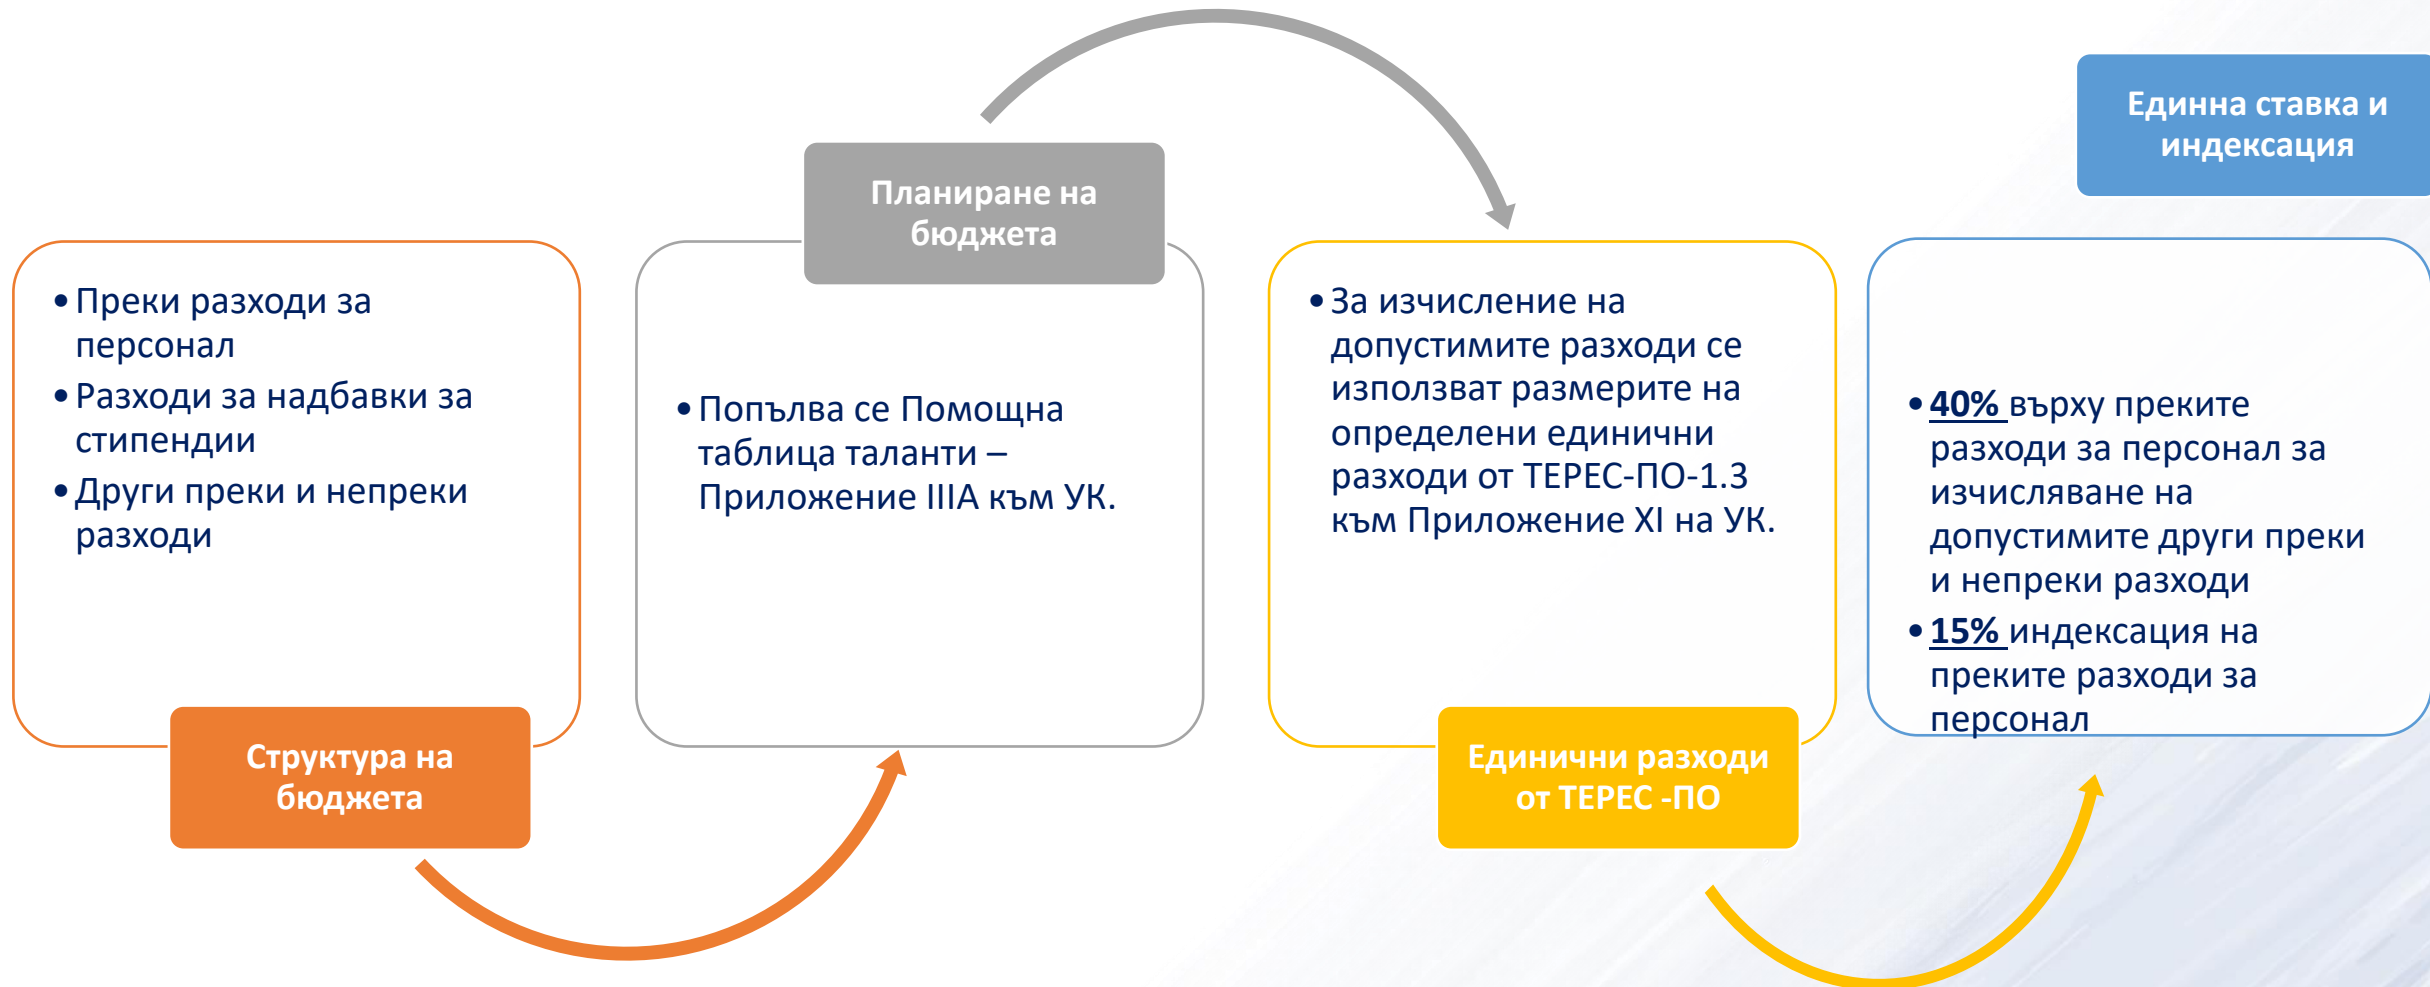 • Преки разходи за
персонал
• Разходи за надбавки за
стипендии
• Други преки и непреки
разходи
Структура на
бюджета
Планиране на
бюджета
• Попълва се Помощна
таблица таланти –
Приложение IIIА към УК.
• За изчисление на
допустимите разходи се
използват размерите на
определени единични
разходи от ТЕРЕС-ПО-1.3
към Приложение XI на УК.
Единични разходи
от ТЕРЕС -ПО
Единна ставка и
индексация
• 40% върху преките
разходи за персонал за
изчисляване на
допустимите други преки
и непреки разходи
• 15% индексация на
преките разходи за
персонал